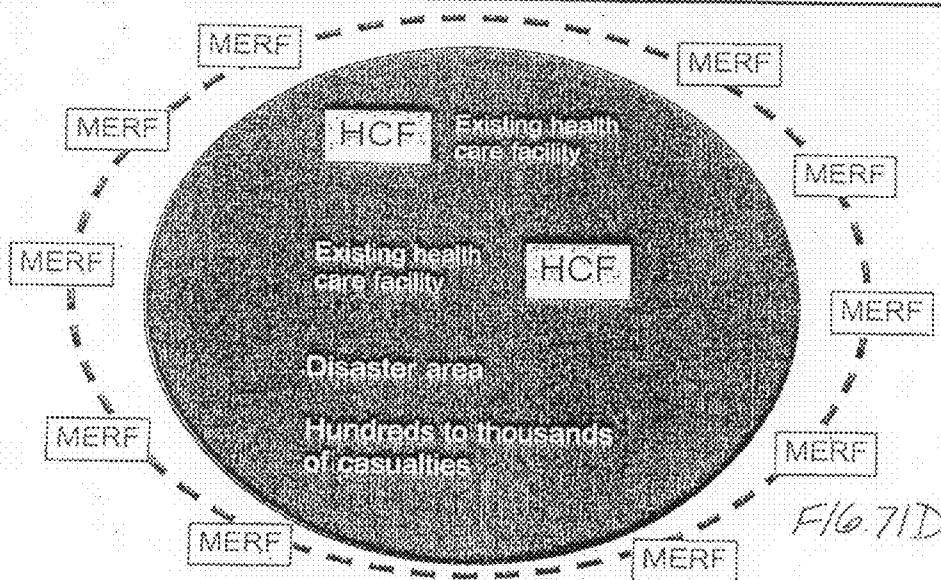 MERF
MERF
MERF
HCF
Existing health
care facility
MERF
MERF
Existing health
care facility
HCF
MERF
Disaster area
Hundreds to thousands
of casualties
MERF
MERF
MERF
MERF
FIG. 71D